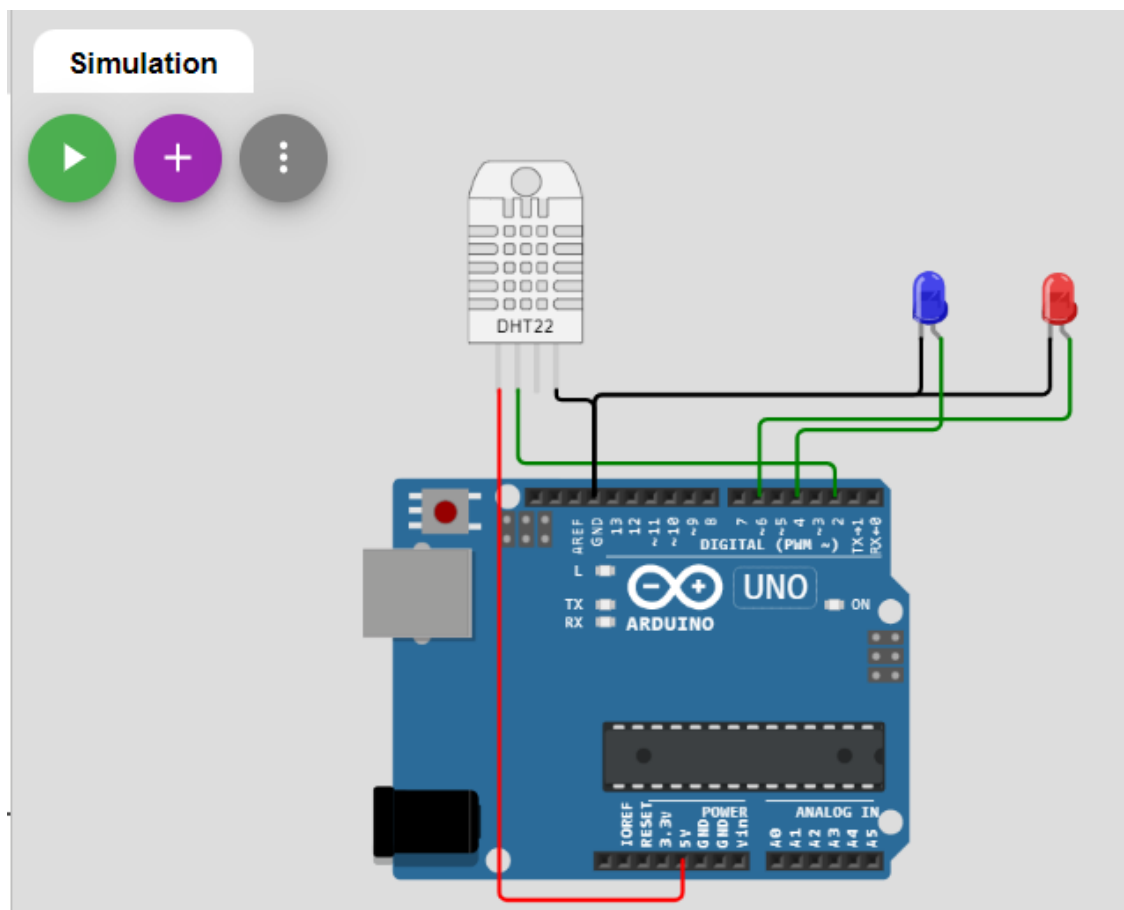 Simulation
DHT22
AREF
GND
13
12
~11
~10
~9
8
7
~6
~5
4
~3
2
TX→1
RX←0
DIGITAL (PWM ~)
L
TX
RX
ARDUINO
UNO
ON
IOREF
RESET
3.3V
5V
GND
GND
Vin
POWER
ANALOG IN
A0
A1
A2
A3
A4
A5